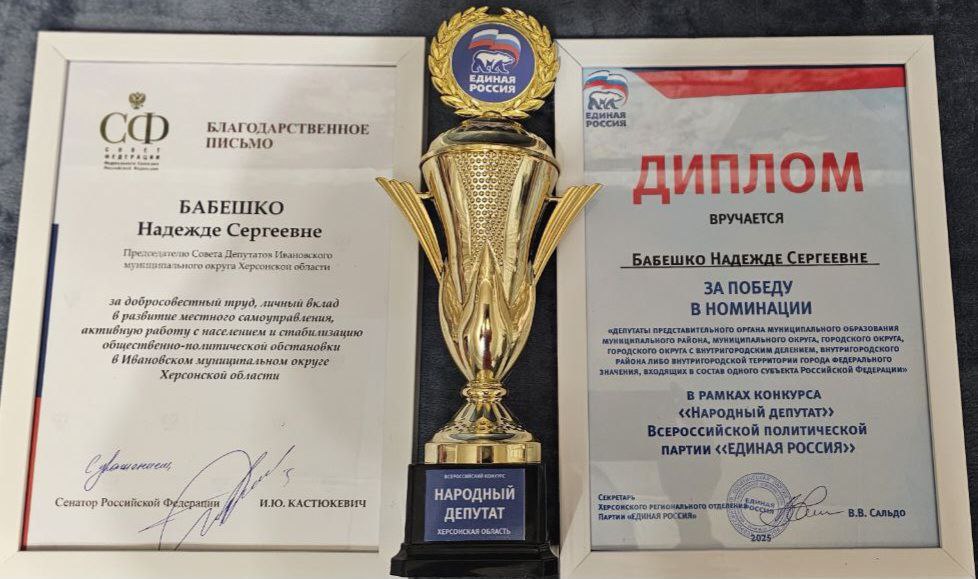 СФ
СОВЕТ
ФЕДЕРАЦИИ
Федерального Собрания
Российской Федерации
БЛАГОДАРСТВЕННОЕ
ПИСЬМО
БАБЕШКО
Надежде Сергеевне
Председателю Совета Депутатов Ивановского
муниципального округа Херсонской области
за добросовестный труд, личный вклад
в развитие местного самоуправления,
активную работу с населением и стабилизацию
общественно-политической обстановки
в Ивановском муниципальном округе
Херсонской области
С уважением,
Сенатор Российской Федерации
И.Ю. КАСТЮКЕВИЧ
ЕДИНАЯ
РОССИЯ
ВСЕРОССИЙСКИЙ КОНКУРС
НАРОДНЫЙ
ДЕПУТАТ
ХЕРСОНСКАЯ ОБЛАСТЬ
ЕДИНАЯ
РОССИЯ
ДИПЛОМ
ВРУЧАЕТСЯ
БАБЕШКО НАДЕЖДЕ СЕРГЕЕВНЕ
ЗА ПОБЕДУ
В НОМИНАЦИИ
«ДЕПУТАТЫ ПРЕДСТАВИТЕЛЬНОГО ОРГАНА МУНИЦИПАЛЬНОГО ОБРАЗОВАНИЯ
МУНИЦИПАЛЬНОГО РАЙОНА, МУНИЦИПАЛЬНОГО ОКРУГА, ГОРОДСКОГО ОКРУГА,
ГОРОДСКОГО ОКРУГА С ВНУТРИГОРОДСКИМ ДЕЛЕНИЕМ, ВНУТРИГОРОДСКОГО
РАЙОНА ЛИБО ВНУТРИГОРОДСКОЙ ТЕРРИТОРИИ ГОРОДА ФЕДЕРАЛЬНОГО
ЗНАЧЕНИЯ, ВХОДЯЩИХ В СОСТАВ ОДНОГО СУБЪЕКТА РОССИЙСКОЙ ФЕДЕРАЦИИ»
В РАМКАХ КОНКУРСА
<<НАРОДНЫЙ ДЕПУТАТ>>
ВСЕРОССИЙСКОЙ ПОЛИТИЧЕСКОЙ
ПАРТИИ <<ЕДИНАЯ РОССИЯ>>
СЕКРЕТАРЬ
ХЕРСОНСКОГО РЕГИОНАЛЬНОГО ОТДЕЛЕНИЯ
ПАРТИИ «ЕДИНАЯ РОССИЯ»
ЕДИНАЯ
РОССИЯ
В.В. САЛЬДО
2025